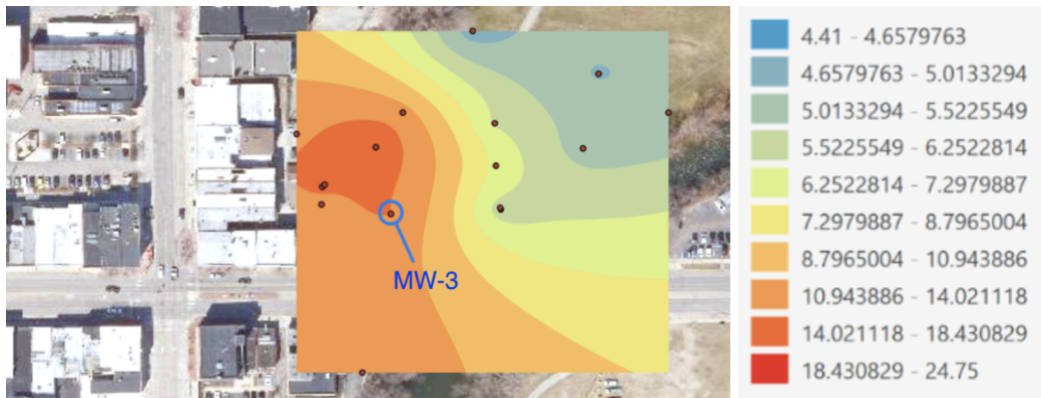 MW-3
4.41 - 4.6579763
4.6579763 - 5.0133294
5.0133294 - 5.5225549
5.5225549 - 6.2522814
6.2522814 - 7.2979887
7.2979887 - 8.7965004
8.7965004 - 10.943886
10.943886 - 14.021118
14.021118 - 18.430829
18.430829 - 24.75